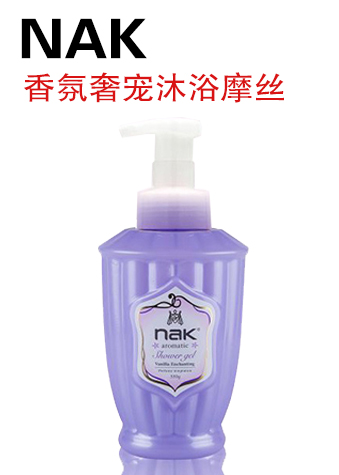 NAK
香氛奢宠沐浴摩丝
nak®
aromatic
Shower gel
Vanilla Enchanting